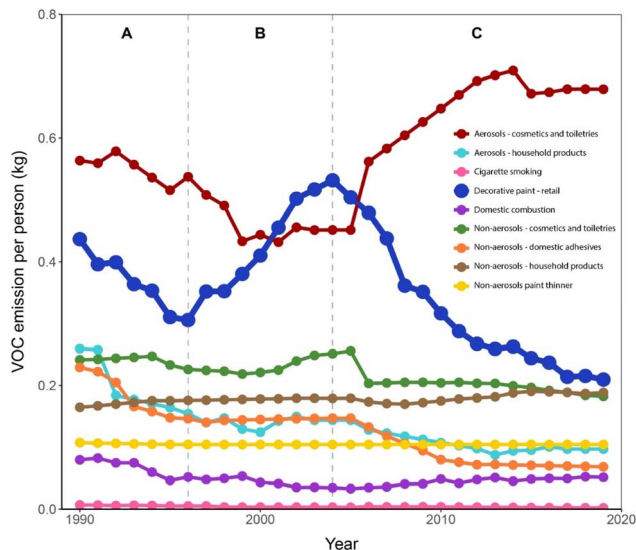 0.8
A
B
C
0.6
Aerosols - cosmetics and toiletries
Aerosols - household products
Cigarette smoking
Decorative paint - retail
Domestic combustion
Non-aerosols - cosmetics and toiletries
Non-aerosols - domestic adhesives
Non-aerosols - household products
Non-aerosols paint thinner
0.4
0.2
0.0
VOC emission per person (kg)
1990
2000
2010
2020
Year